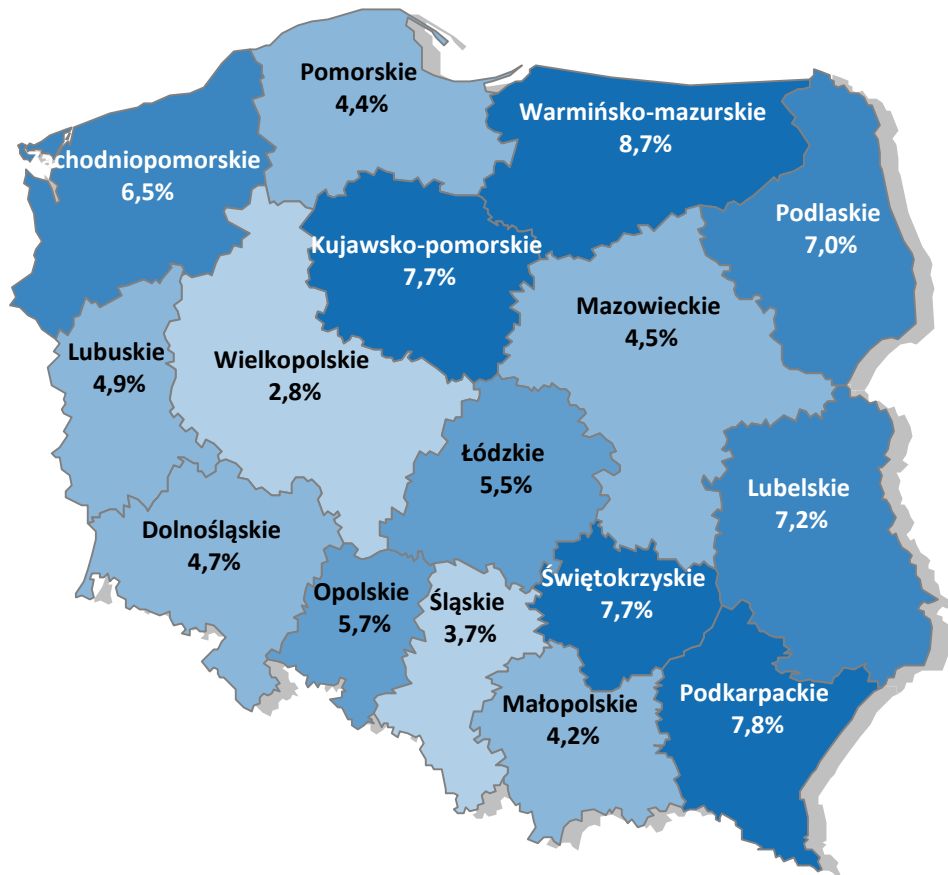 Pomorskie
4,4%
Warmińsko-mazurskie
8,7%
Zachodniopomorskie
6,5%
Podlaskie
7,0%
Kujawsko-pomorskie
7,7%
Mazowieckie
4,5%
Lubuskie
4,9%
Wielkopolskie
2,8%
Łódzkie
5,5%
Lubelskie
7,2%
Dolnośląskie
4,7%
Świętokrzyskie
7,7%
Opolskie
5,7%
Śląskie
3,7%
Małopolskie
4,2%
Podkarpackie
7,8%